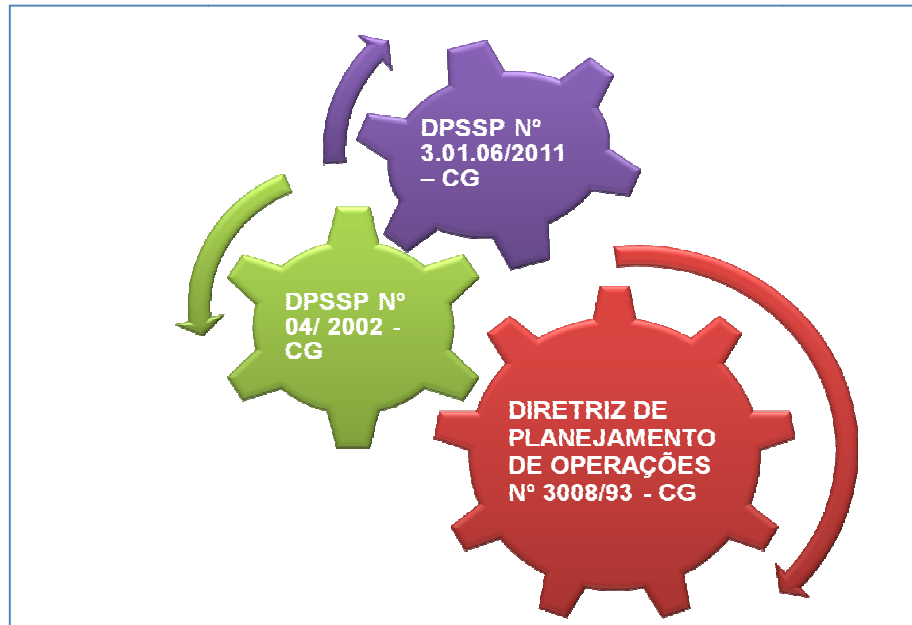 DPSSP Nº
3.01.06/2011
– CG
DPSSP Nº
04/ 2002 -
CG
DIRETRIZ DE
PLANEJAMENTO
DE OPERAÇÕES
Nº 3008/93 - CG